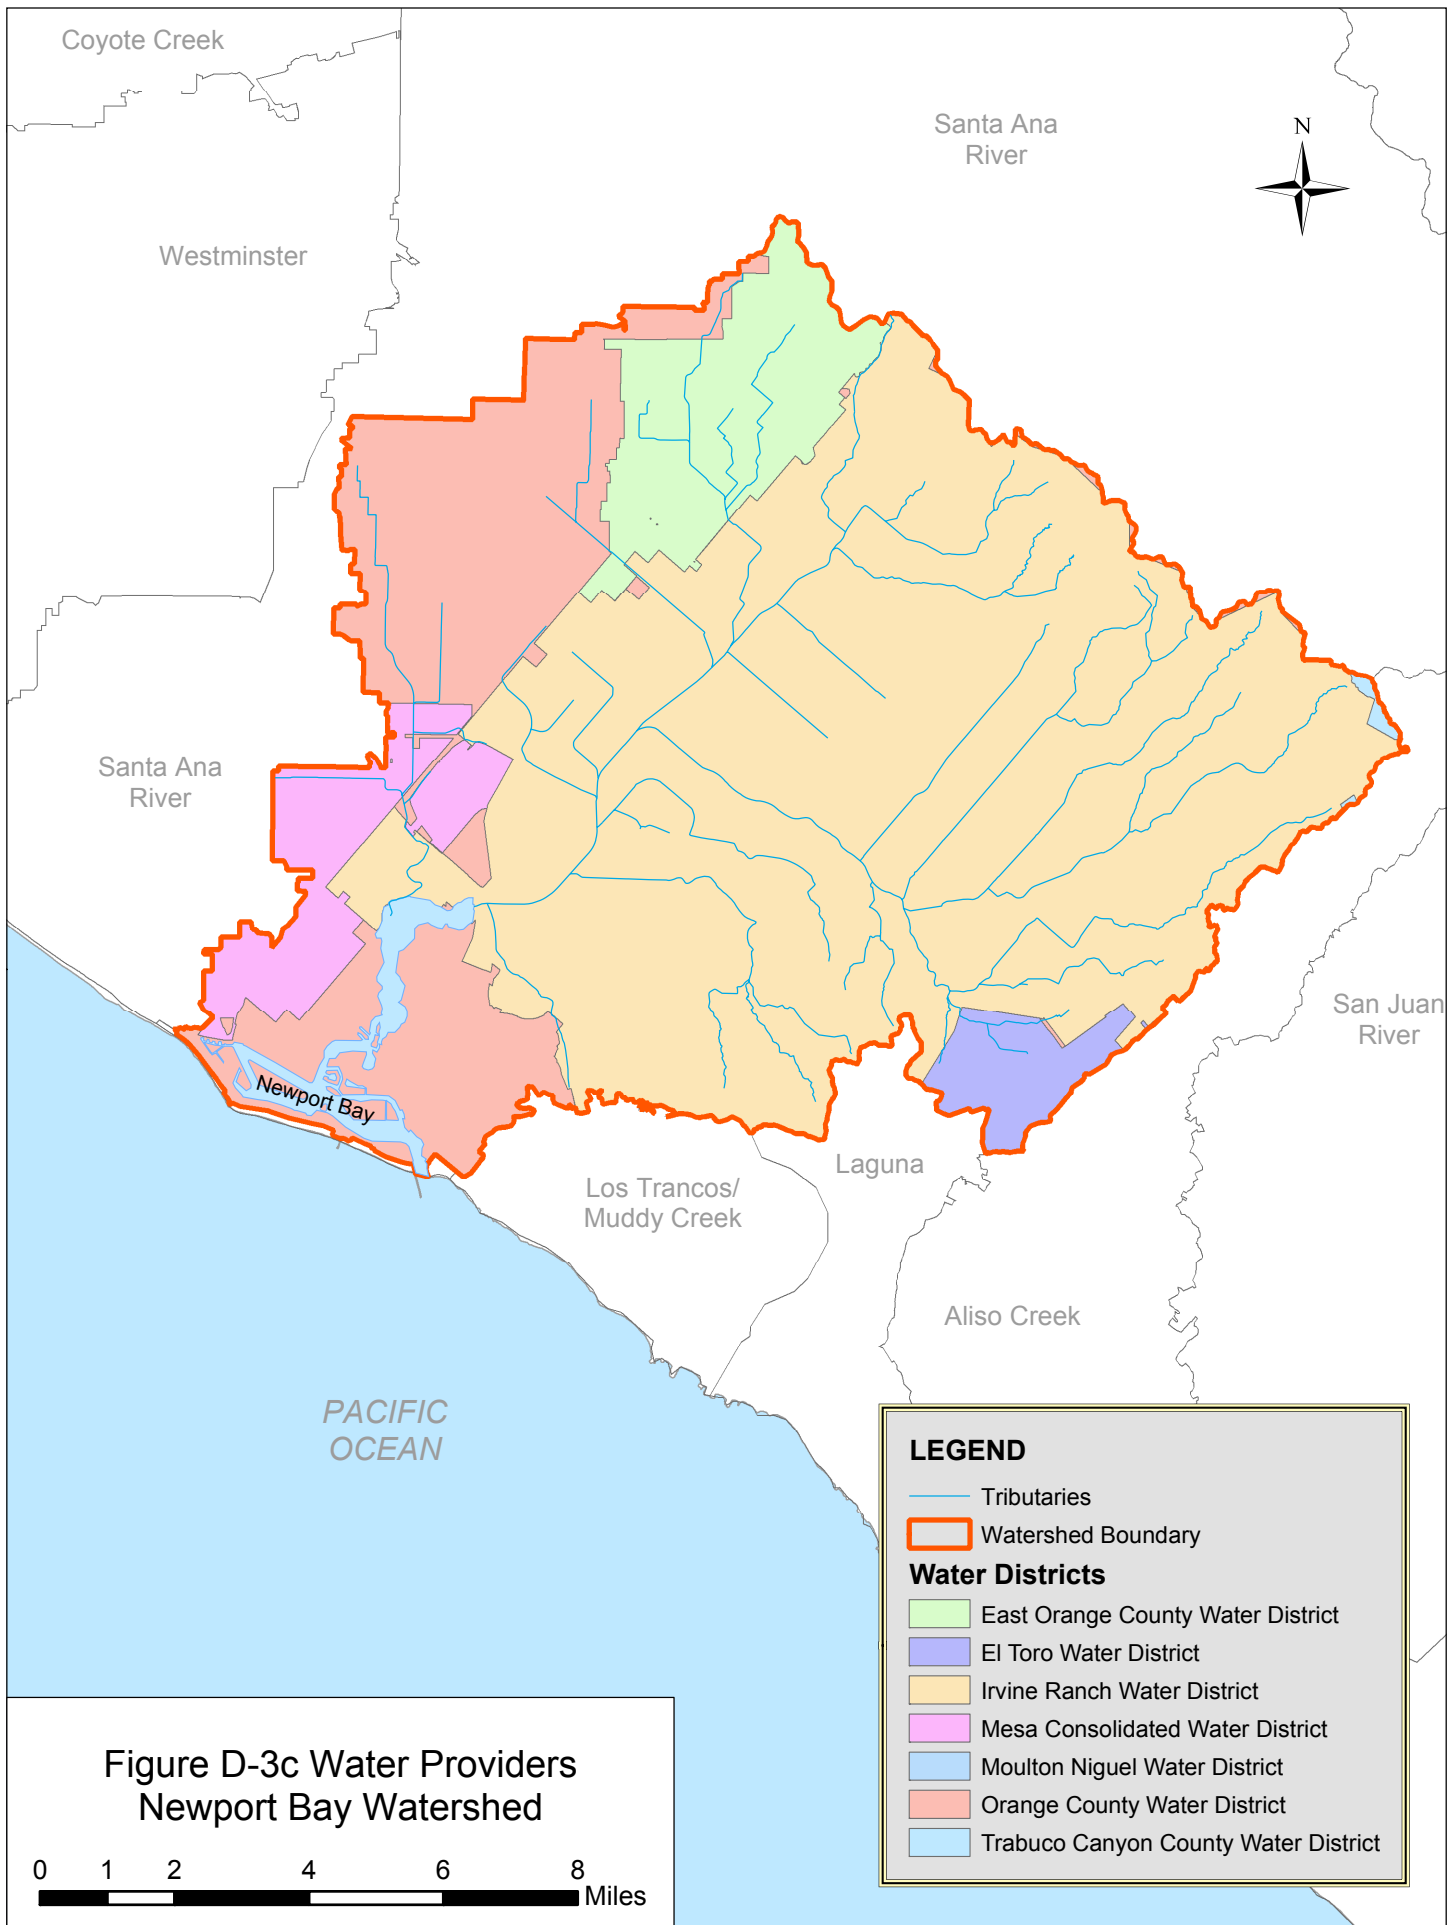 Coyote Creek
Santa Ana
River
N
Westminster
Santa Ana
River
San Juan
River
Newport Bay
Laguna
Los Trancos/
Muddy Creek
Aliso Creek
PACIFIC
OCEAN
LEGEND
Tributaries
Watershed Boundary
Water Districts
East Orange County Water District
El Toro Water District
Irvine Ranch Water District
Mesa Consolidated Water District
Moulton Niguel Water District
Orange County Water District
Trabuco Canyon County Water District
Figure D-3c Water Providers
Newport Bay Watershed
0 1 2 4 6 8
Miles